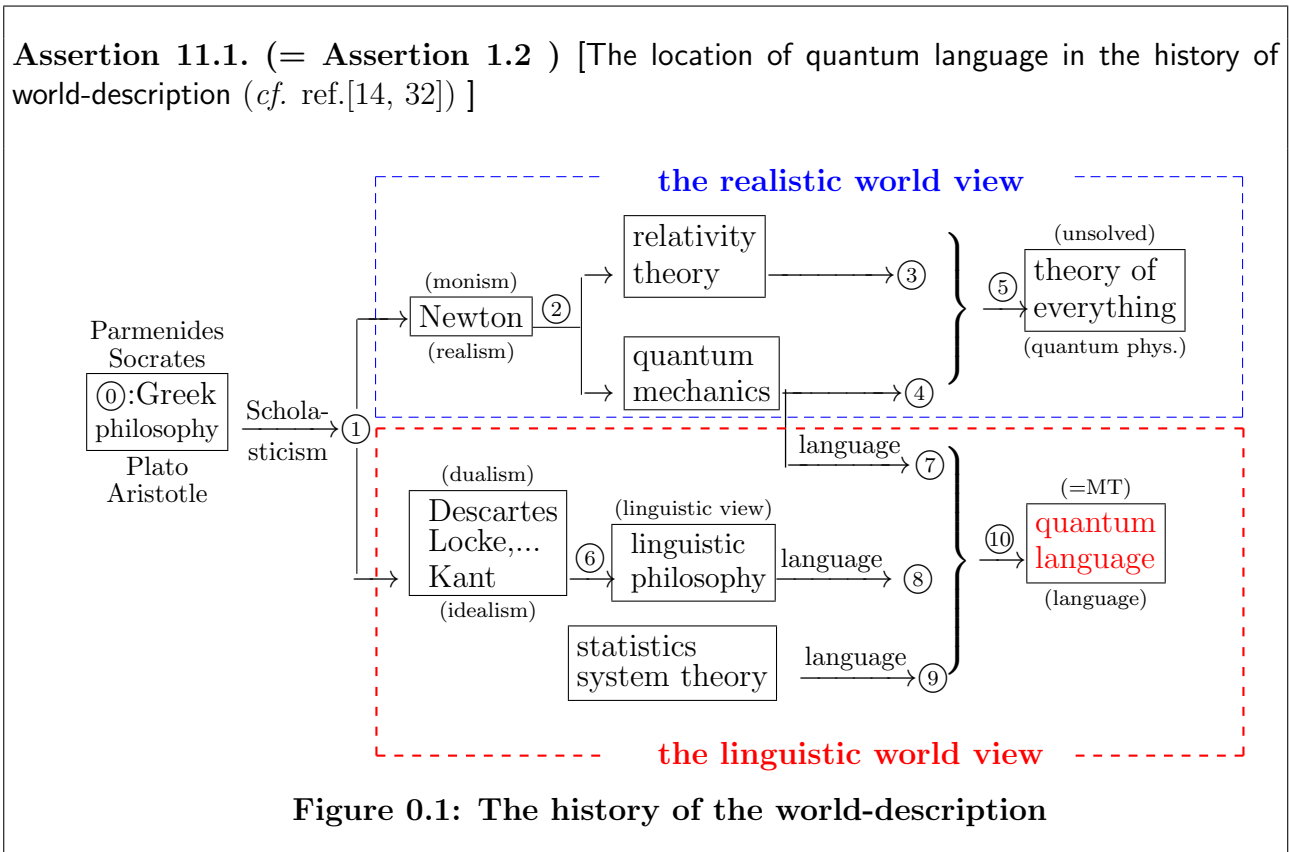 Assertion 11.1. (= Assertion 1.2 ) [The location of quantum language in the history of
world-description (cf. ref.[14, 32]) ]
the realistic world view
Parmenides
Socrates
⓪:Greek
philosophy
Plato
Aristotle
Schola-
sticism
①
(monism)
Newton
(realism)
②
relativity
theory
③
quantum
mechanics
④
⑤
(unsolved)
theory of
everything
(quantum phys.)
language
⑦
(dualism)
Descartes
Locke,...
Kant
(idealism)
⑥
(linguistic view)
linguistic
philosophy
language
⑧
statistics
system theory
language
⑨
⑩
(=MT)
quantum
language
(language)
the linguistic world view
Figure 0.1: The history of the world-description